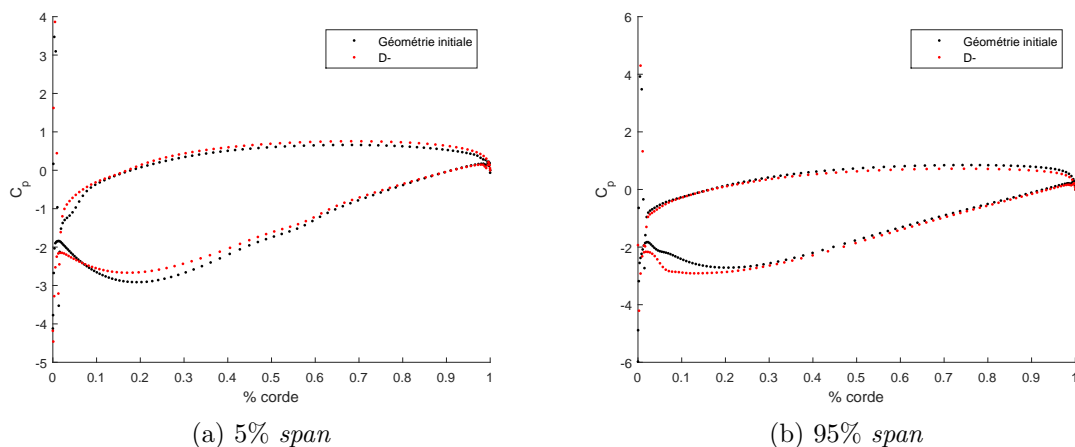 4
3
2
1
0
-1
-2
-3
-4
-5
C_p
0 0.1 0.2 0.3 0.4 0.5 0.6 0.7 0.8 0.9 1
% corde
Géométrie initiale
D-
(a) 5% span
6
4
2
0
-2
-4
-6
C_p
0 0.1 0.2 0.3 0.4 0.5 0.6 0.7 0.8 0.9 1
% corde
Géométrie initiale
D-
(b) 95% span